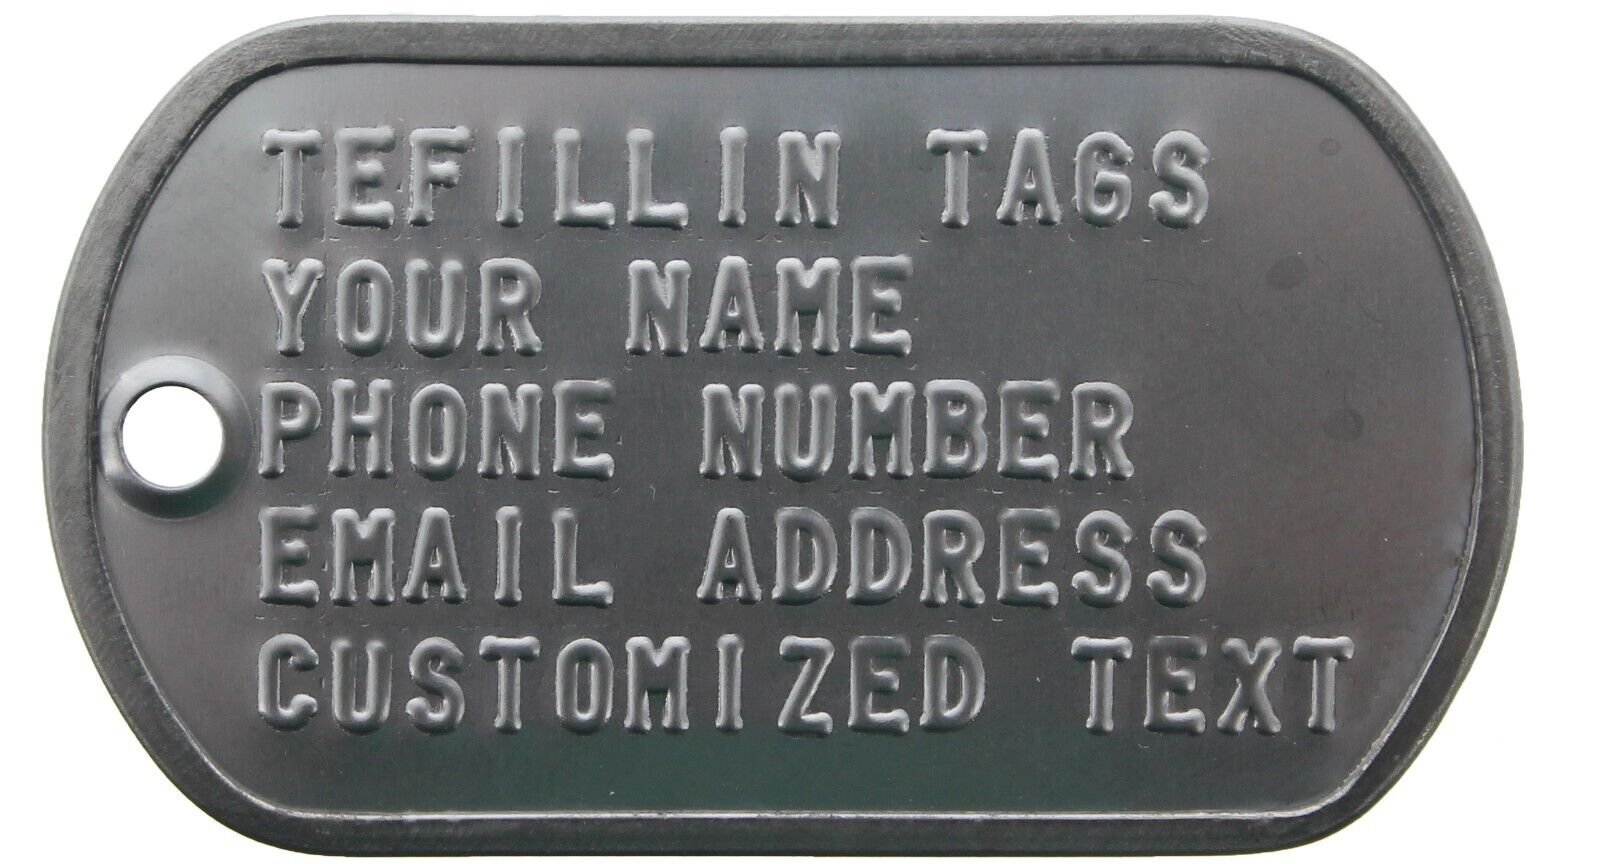 TEFILLIN TAGS
YOUR NAME
PHONE NUMBER
EMAIL ADDRESS
CUSTOMIZED TEXT